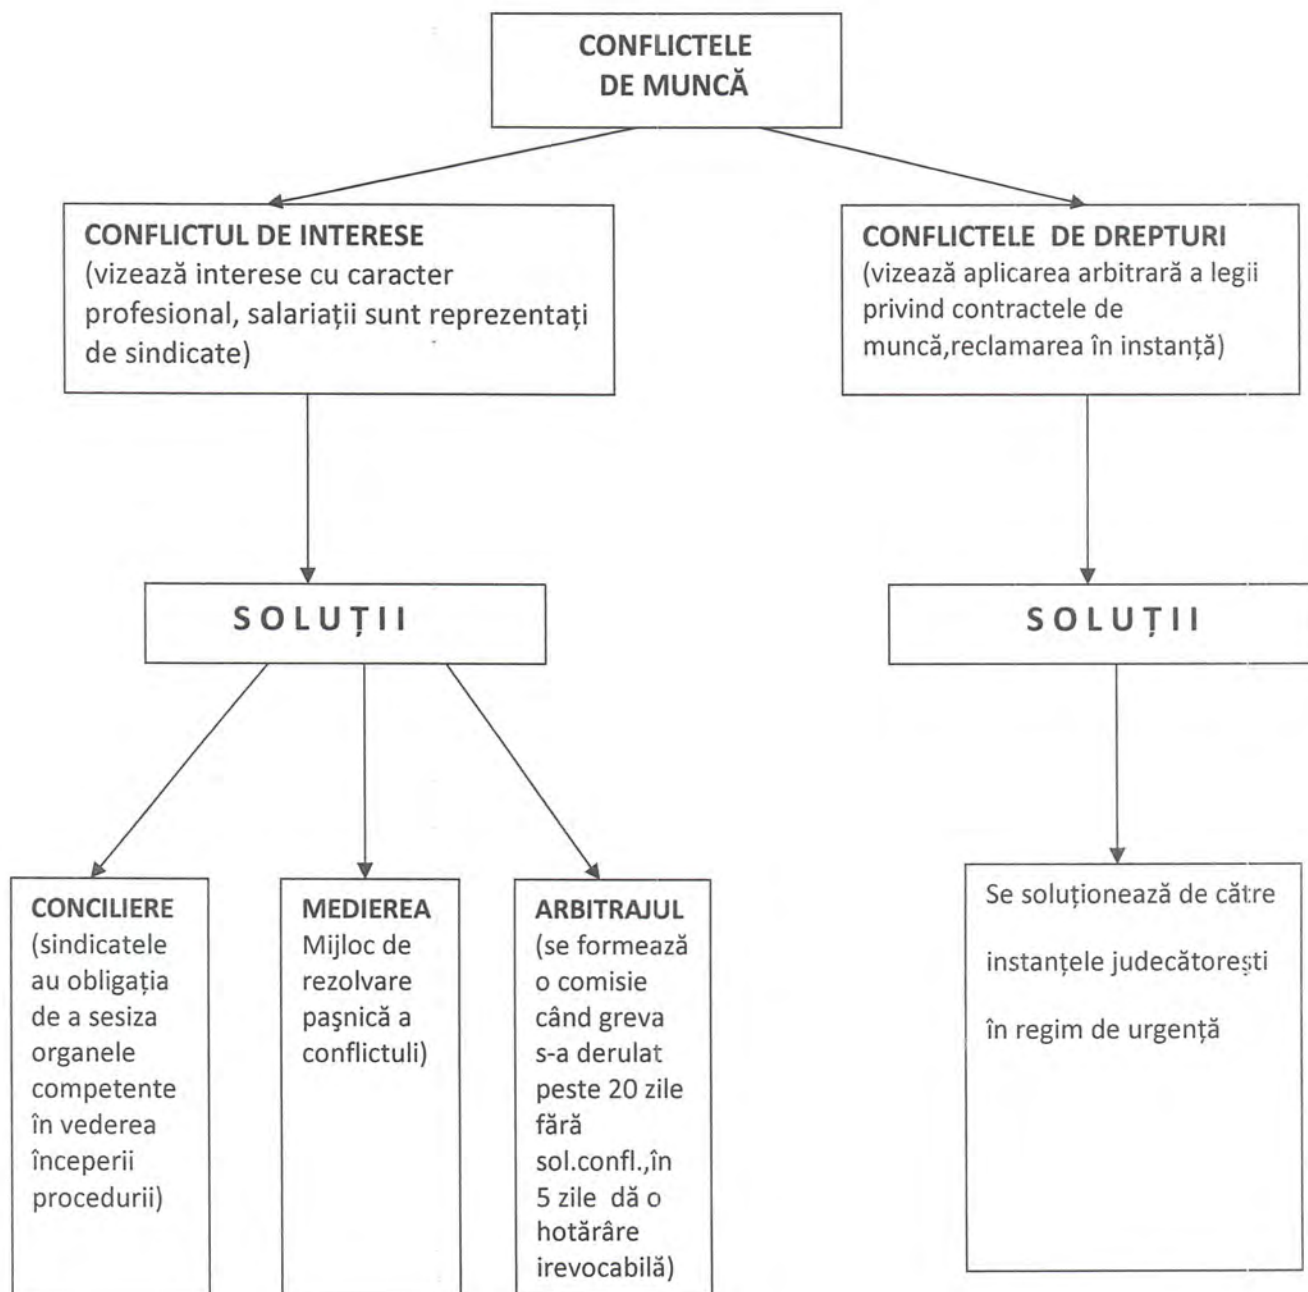 CONFLICTELE
DE MUNCĂ
CONFLICTUL DE INTERESE
(vizează interese cu caracter
profesional, salariații sunt reprezentați
de sindicate)
CONFLICTELE DE DREPTURI
(vizează aplicarea arbitrară a legii
privind contractele de
muncă,reclamarea în instanță)
SOLUȚII
SOLUȚII
CONCILIERE
(sindicatele
au obligația
de a sesiza
organele
competente
în vederea
începerii
procedurii)
MEDIEREA
Mijloc de
rezolvare
paşnică a
conflictuli)
ARBITRAJUL
(se formează
o comisie
când greva
s-a derulat
peste 20 zile
fără
sol.confl.,în
5 zile dă o
hotărâre
irevocabilă)
Se soluționează de către
instanțele judecătorești
în regim de urgență